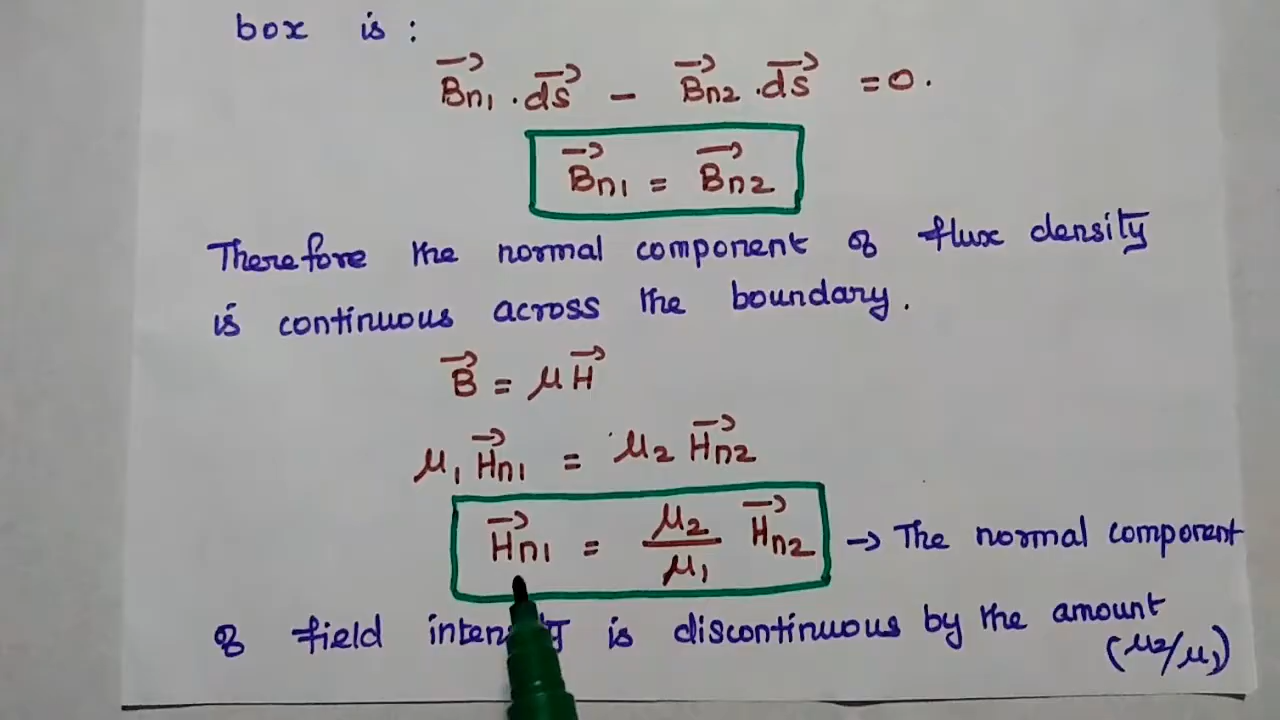 box is :
→Bn1 . →ds – →Bn2 . →ds = 0.
→Bn1 = →Bn2
Therefore the normal component of flux density
is continuous across the boundary.
→B = μ→H
μ1 →Hn1 = μ2 →Hn2
→Hn1 = μ2/μ1 →Hn2 → The normal component
of field is discontinuous by the amount
(μ2/μ1)